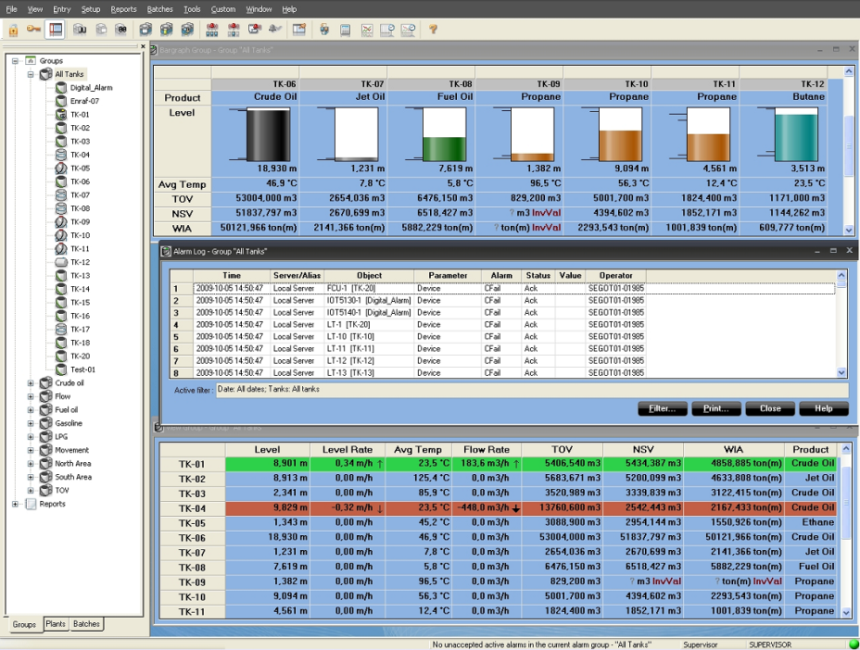 File View Entry Setup Reports Batches Tools Custom Window Help
Bargraph Group - Group "All Tanks"
Groups
All Tanks
Digital_Alarm
Enraf-07
TK-01
TK-02
TK-03
TK-04
TK-05
TK-06
TK-07
TK-08
TK-09
TK-10
TK-11
TK-12
TK-13
TK-14
TK-15
TK-16
TK-17
TK-18
TK-20
Test-01
Crude oil
Flow
Fuel oil
Gasoline
LPG
Movement
North Area
South Area
TOV
Reports
Groups Plants Batches
TK-06 TK-07 TK-08 TK-09 TK-10 TK-11 TK-12
Product Crude Oil Jet Oil Fuel Oil Propane Propane Propane Butane
Level
18,930 m 1,231 m 7,619 m 1,382 m 9,094 m 4,561 m 3,513 m
Avg Temp 46,9 °C 7,8 °C 5,8 °C 96,5 °C 56,3 °C 12,4 °C 23,5 °C
TOV 53004,000 m3 2654,036 m3 6476,150 m3 829,200 m3 5001,700 m3 1824,400 m3 1171,000 m3
NSV 51837,797 m3 2670,699 m3 6518,427 m3 ? m3 InvVal 4394,602 m3 1852,171 m3 1144,262 m3
WIA 50121,966 ton(m) 2141,366 ton(m) 5882,229 ton(m) ? ton(m) InvVal 2293,543 ton(m) 1001,839 ton(m) 609,777 ton(m)
Alarm Log - Group "All Tanks"
Time Server/Alias Object Parameter Alarm Status Value Operator
1 2009-10-05 14:50:47 Local Server FCU-1 [TK-20] Device CFail Ack SEGOT01-01985
2 2009-10-05 14:50:47 Local Server IOT5130-1 [Digital_Alarm] Device CFail Ack SEGOT01-01985
3 2009-10-05 14:50:47 Local Server IOT5140-1 [Digital_Alarm] Device CFail Ack SEGOT01-01985
4 2009-10-05 14:50:47 Local Server LT-1 [TK-20] Device CFail Ack SEGOT01-01985
5 2009-10-05 14:50:47 Local Server LT-10 [TK-10] Device CFail Ack SEGOT01-01985
6 2009-10-05 14:50:47 Local Server LT-11 [TK-11] Device CFail Ack SEGOT01-01985
7 2009-10-05 14:50:47 Local Server LT-12 [TK-12] Device CFail Ack SEGOT01-01985
8 2009-10-05 14:50:47 Local Server LT-13 [TK-13] Device CFail Ack SEGOT01-01985
Active filter: Date: All dates; Tanks: All tanks
Filter... Print... Close Help
Level Level Rate Avg Temp Flow Rate TOV NSV WIA Product
TK-01 8,901 m 0,34 m/h ↑ 23,5 °C 183,6 m3/h ↑ 5406,540 m3 5434,387 m3 4858,885 ton(m) Crude Oil
TK-02 8,913 m 0,00 m/h 125,4 °C 0,0 m3/h 5683,671 m3 5200,099 m3 4633,808 ton(m) Jet Oil
TK-03 2,341 m 0,00 m/h 85,9 °C 0,0 m3/h 3520,989 m3 3339,839 m3 3122,415 ton(m) Crude Oil
TK-04 9,829 m -0,32 m/h ↓ 23,5 °C -448,0 m3/h ↓ 13760,600 m3 2542,443 m3 2167,433 ton(m) Crude Oil
TK-05 1,343 m 0,00 m/h 45,2 °C 0,0 m3/h 3088,900 m3 2954,144 m3 1550,926 ton(m) Ethane
TK-06 18,930 m 0,00 m/h 46,9 °C 0,0 m3/h 53004,000 m3 51837,797 m3 50121,966 ton(m) Crude Oil
TK-07 1,231 m 0,00 m/h 7,8 °C 0,0 m3/h 2654,036 m3 2670,699 m3 2141,366 ton(m) Jet Oil
TK-08 7,619 m 0,00 m/h 5,8 °C 0,0 m3/h 6476,150 m3 6518,427 m3 5882,229 ton(m) Fuel Oil
TK-09 1,382 m 0,00 m/h 96,5 °C 0,0 m3/h 829,200 m3 ? m3 InvVal ? ton(m) InvVal Propane
TK-10 9,094 m 0,00 m/h 56,3 °C 0,0 m3/h 5001,700 m3 4394,602 m3 2293,543 ton(m) Propane
TK-11 4,561 m 0,00 m/h 12,4 °C 0,0 m3/h 1824,400 m3 1852,171 m3 1001,839 ton(m) Propane
No unaccepted active alarms in the current alarm group - "All Tanks" Supervisor SUPERVISOR